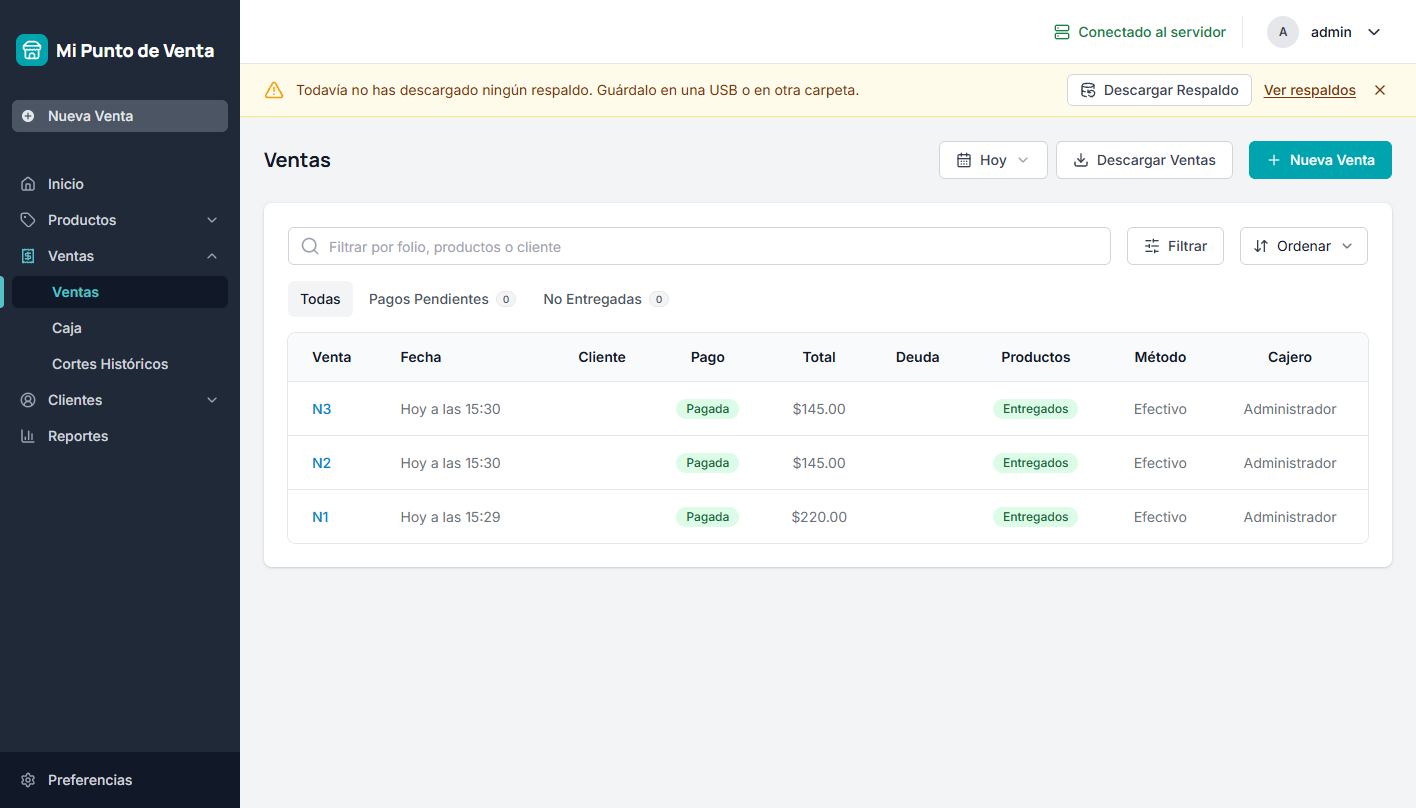 Mi Punto de Venta
Nueva Venta
Inicio
Productos
Ventas
Ventas
Caja
Cortes Históricos
Clientes
Reportes
Preferencias
Conectado al servidor
A admin
Todavía no has descargado ningún respaldo. Guárdalo en una USB o en otra carpeta. Descargar Respaldo Ver respaldos
Ventas Hoy Descargar Ventas Nueva Venta
Filtrar por folio, productos o cliente Filtrar Ordenar
Todas Pagos Pendientes 0 No Entregadas 0
Venta Fecha Cliente Pago Total Deuda Productos Método Cajero
N3 Hoy a las 15:30 Pagada $145.00 Entregados Efectivo Administrador
N2 Hoy a las 15:30 Pagada $145.00 Entregados Efectivo Administrador
N1 Hoy a las 15:29 Pagada $220.00 Entregados Efectivo Administrador